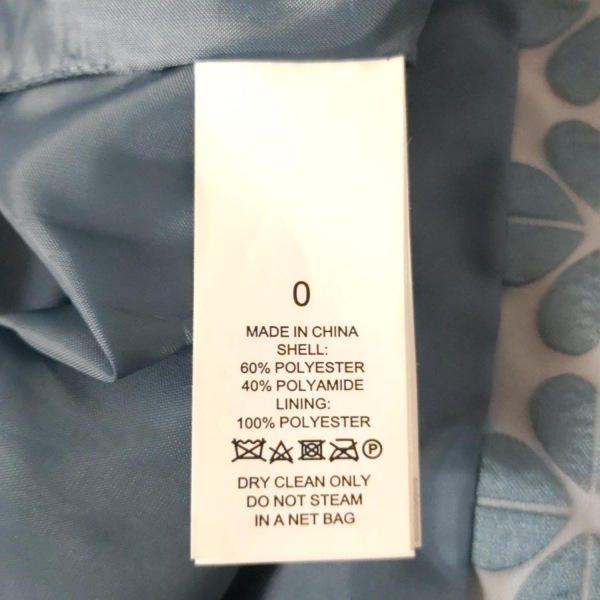 0
MADE IN CHINA
SHELL:
60% POLYESTER
40% POLYAMIDE
LINING:
100% POLYESTER
P
DRY CLEAN ONLY
DO NOT STEAM
IN A NET BAG